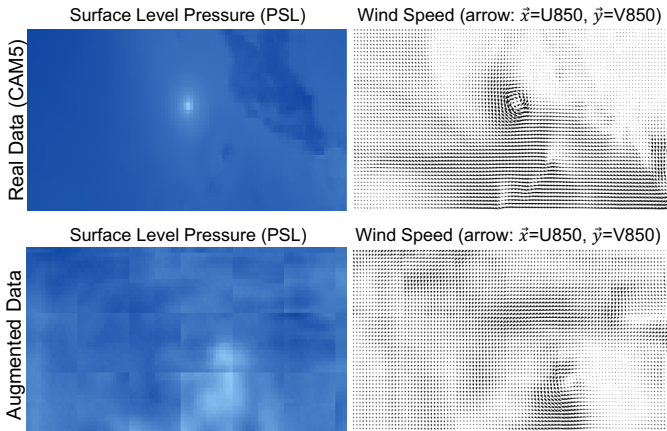 Surface Level Pressure (PSL)
Wind Speed (arrow: x⃗=U850, y⃗=V850)
Real Data (CAM5)
Surface Level Pressure (PSL)
Wind Speed (arrow: x⃗=U850, y⃗=V850)
Augmented Data